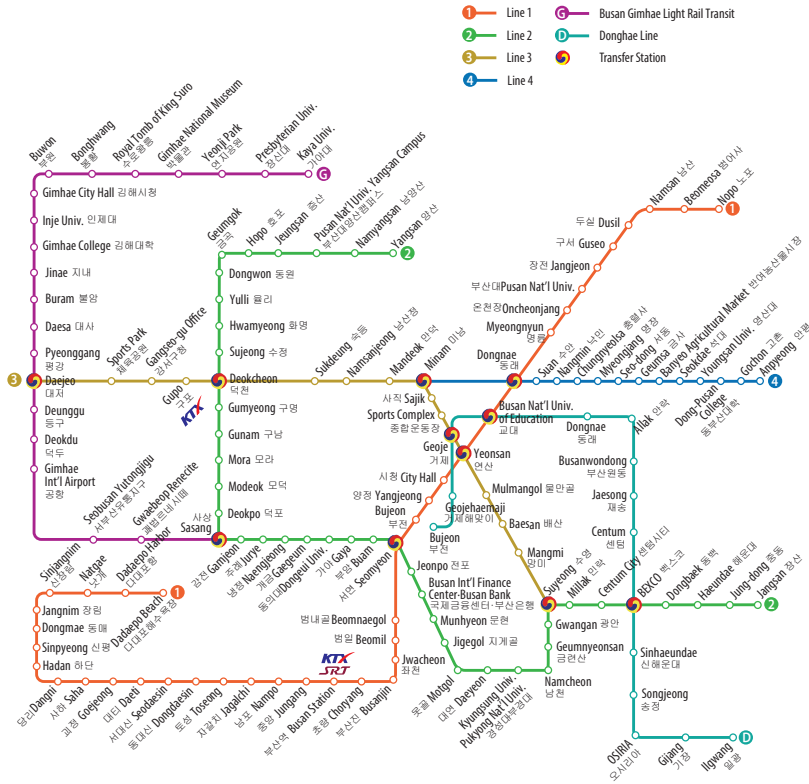 1 Line 1
2 Line 2
3 Line 3
4 Line 4
G Busan Gimhae Light Rail Transit
D Donghae Line
Transfer Station
Buwon 부원
Bonghwang 봉황
Royal Tomb of King Suro 수로왕릉
Gimhae National Museum 박물관
Yeonji Park 연지공원
Presbyterian Univ. 장신대
Kaya Univ. 가야대
G
Gimhae City Hall 김해시청
Inje Univ. 인제대
Gimhae College 김해대학
Jinae 지내
Buram 불암
Daesa 대사
Pyeonggang
평강
3
Daejeo
대저
Deunggu
등구
Deokdu
덕두
Gimhae
Int'l Airport
공항
Seobusan Yutongjigu
서부산유통지구
Gwaebeop Renecite
괘법르네시떼
사상
Sasang
Sports Park
체육공원
Gangseo-gu Office
강서구청
Gupo
구포
KTX
Deokcheon
덕천
Sukdeung 숙등
Namsanjeong 남산정
Mandeok 만덕
Minam 미남
사직 Sajik
Sports Complex
종합운동장
Geoje
거제
Yeonsan
연산
Mulmangol 물만골
Baesan 배산
Mangmi
망미
Suyeong 수영
Geumgok
금곡
Hopo 호포
Jeungsan 증산
Pusan Nat'l Univ. Yangsan Campus
부산대양산캠퍼스
Namyangsan 남양산
Yangsan 양산
2
Dongwon 동원
Yulli 율리
Hwamyeong 화명
Sujeong 수정
Gumyeong 구명
Gunam 구남
Mora 모라
Modeok 모덕
Deokpo 덕포
감전 Gamjeon
주례 Jurye
냉정 Naengjeong
개금 Gaegeum
동의대 Dongeui Univ.
가야 Gaya
부암 Buam
서면 Seomyeon
Jeonpo 전포
Busan Int'l Finance
Center-Busan Bank
국제금융센터·부산은행
Munhyeon 문현
Jigegol 지게골
못골 Motgol
대연 Daeyeon
Kyungsung Univ.
Pukyong Nat'l Univ.
경성대부경대
Namcheon
남천
Geumnyeonsan
금련산
Gwangan 광안
Millak 민락
Centum City 센텀시티
BEXCO 벡스코
Dongbaek 동백
Haeundae 해운대
Jung-dong 중동
Jangsan 장산
2
Namsan 남산
Beomeosa 범어사
Nopo 노포
1
두실 Dusil
구서 Guseo
장전 Jangjeon
부산대 Pusan Nat'l Univ.
온천장 Oncheonjang
Myeongnyun
명륜
Dongnae
동래
Busan Nat'l Univ.
of Education
교대
시청 City Hall
양정 Yangjeong
Bujeon
부전
범내골 Beomnaegol
범일 Beomil
Jwacheon
좌천
부산진 Busanjin
초량 Choryang
부산역 Busan Station
KTX
SRT
중앙 Jungang
남포 Nampo
자갈치 Jagalchi
토성 Toseong
동대신 Dongdaesin
서대신 Seodaesin
대티 Daeti
괴정 Goejeong
사하 Saha
당리 Dangni
Hadan 하단
Sinpyeong 신평
Dongmae 동매
Jangnim 장림
Sinjangnim
신장림
Natgae
낫개
Dadaepo Harbor
다대포항
Dadaepo Beach
다대포해수욕장
1
Suan 수안
Nangmin 낙민
Chungnyeolsa 충렬사
Myeongjang 명장
Seo-dong 서동
Geumsa 금사
Banyeo Agricultural Market 반여농산물시장
Seokdae 석대
Youngsan Univ. 영산대
Dong-Pusan
College
동부산대학
Gochon 고촌
Anpyeong 안평
4
Bujeon
부전
Geojehaemaji
거제해맞이
Dongnae
동래
Allak 안락
Busanwondong
부산원동
Jaesong
재송
Centum
센텀
Sinhaeundae
신해운대
Songjeong
송정
OSIRIA
오시리아
Gijang
기장
Ilgwang
일광
D